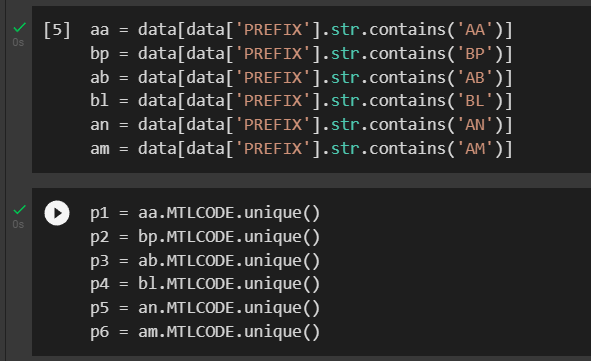 [5] aa = data[data['PREFIX'].str.contains('AA')]
0s bp = data[data['PREFIX'].str.contains('BP')]
ab = data[data['PREFIX'].str.contains('AB')]
bl = data[data['PREFIX'].str.contains('BL')]
an = data[data['PREFIX'].str.contains('AN')]
am = data[data['PREFIX'].str.contains('AM')]
p1 = aa.MTLCODE.unique()
0s p2 = bp.MTLCODE.unique()
p3 = ab.MTLCODE.unique()
p4 = bl.MTLCODE.unique()
p5 = an.MTLCODE.unique()
p6 = am.MTLCODE.unique()